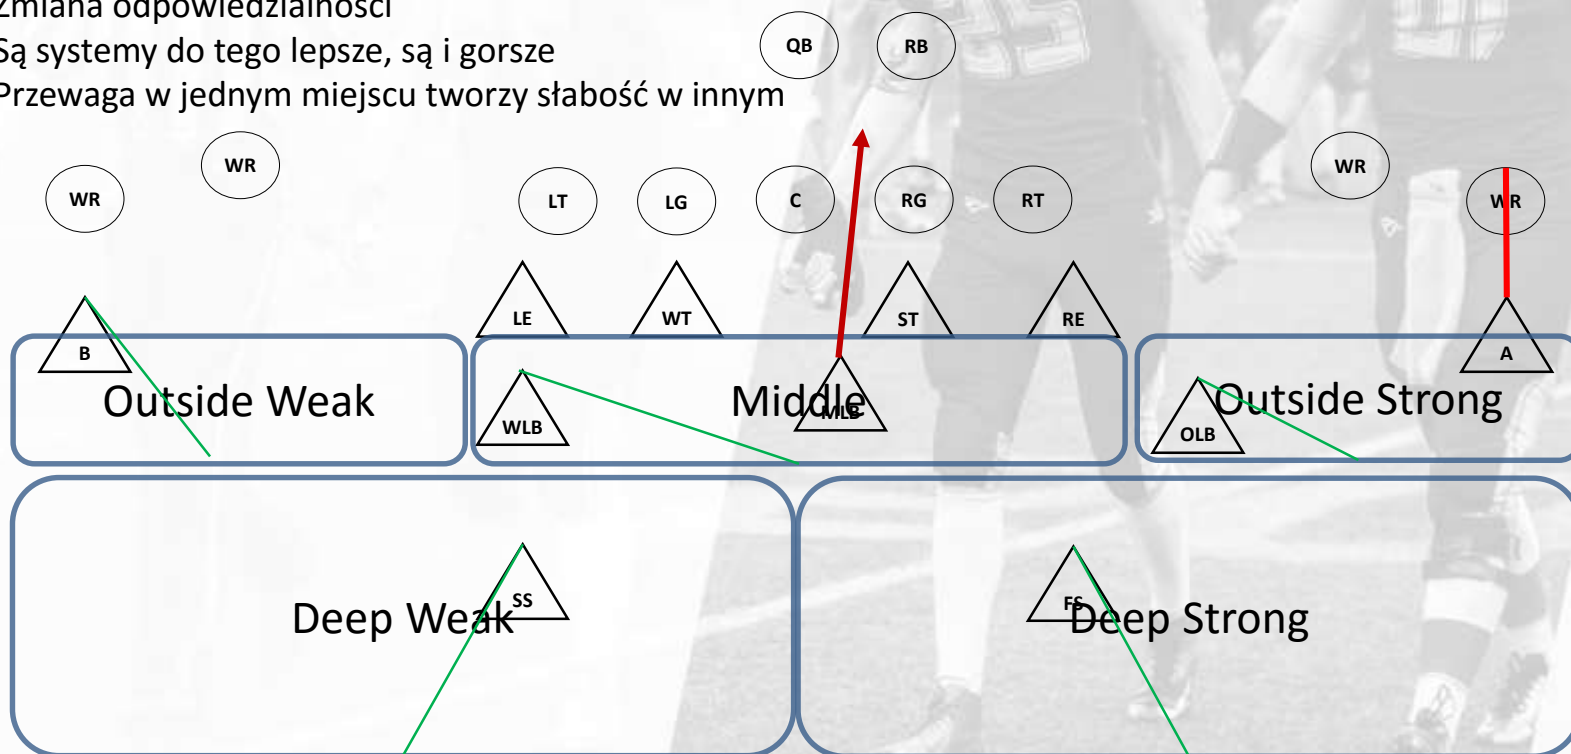 Zmiana odpowiedzialności
Są systemy do tego lepsze, są i gorsze
Przewaga w jednym miejscu tworzy słabość w innym
QB RB
WR WR LT LG C RG RT WR WR
LE WT ST RE
B A
Outside Weak Middle Outside Strong
WLB MLB OLB
SS FS
Deep Weak Deep Strong